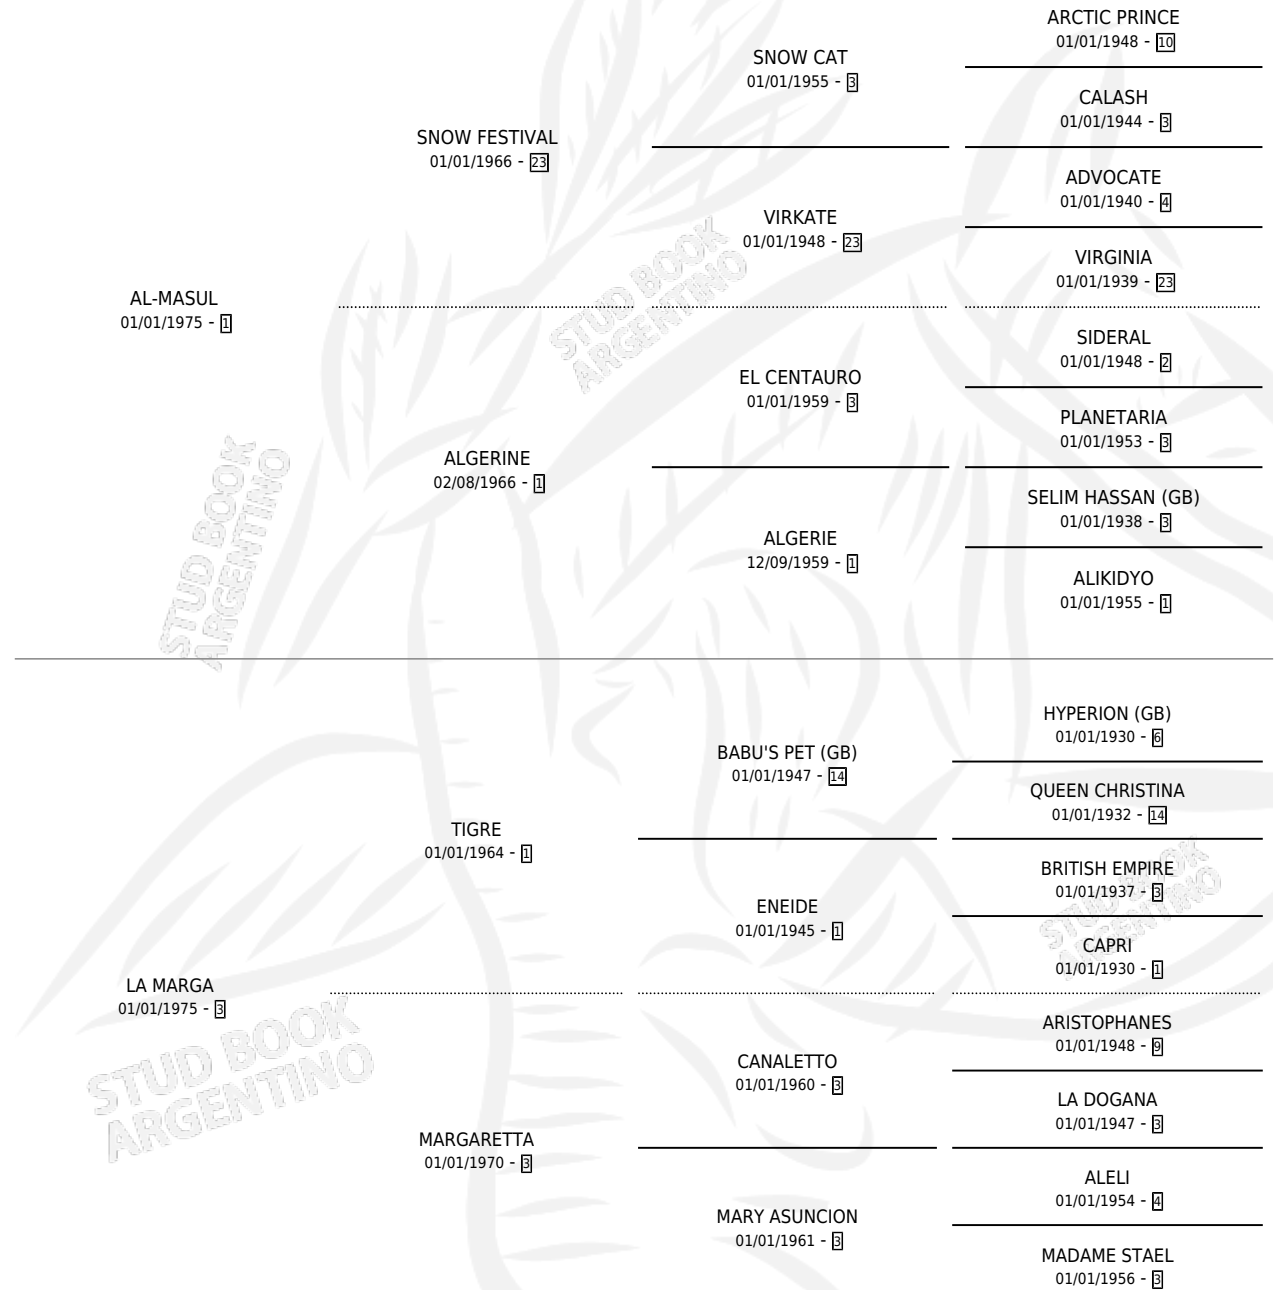 AL-MASUL
01/01/1975 - 1
SNOW FESTIVAL
01/01/1966 - 23
ALGERINE
02/08/1966 - 1
SNOW CAT
01/01/1955 - 3
VIRKATE
01/01/1948 - 23
EL CENTAURO
01/01/1959 - 3
ALGERIE
12/09/1959 - 1
ARCTIC PRINCE
01/01/1948 - 10
CALASH
01/01/1944 - 3
ADVOCATE
01/01/1940 - 4
VIRGINIA
01/01/1939 - 23
SIDERAL
01/01/1948 - 2
PLANETARIA
01/01/1953 - 3
SELIM HASSAN (GB)
01/01/1938 - 3
ALIKIDYO
01/01/1955 - 1
LA MARGA
01/01/1975 - 3
TIGRE
01/01/1964 - 1
MARGARETTA
01/01/1970 - 3
BABU'S PET (GB)
01/01/1947 - 14
ENEIDE
01/01/1945 - 1
CANALETTO
01/01/1960 - 3
MARY ASUNCION
01/01/1961 - 3
HYPERION (GB)
01/01/1930 - 6
QUEEN CHRISTINA
01/01/1932 - 14
BRITISH EMPIRE
01/01/1937 - 3
CAPRI
01/01/1930 - 1
ARISTOPHANES
01/01/1948 - 9
LA DOGANA
01/01/1947 - 3
ALELI
01/01/1954 - 4
MADAME STAEL
01/01/1956 - 3
STUD BOOK
ARGENTINO
STUD BOOK
ARGENTINO
STUD BOOK
ARGENTINO
STUD BOOK
ARGENTINO